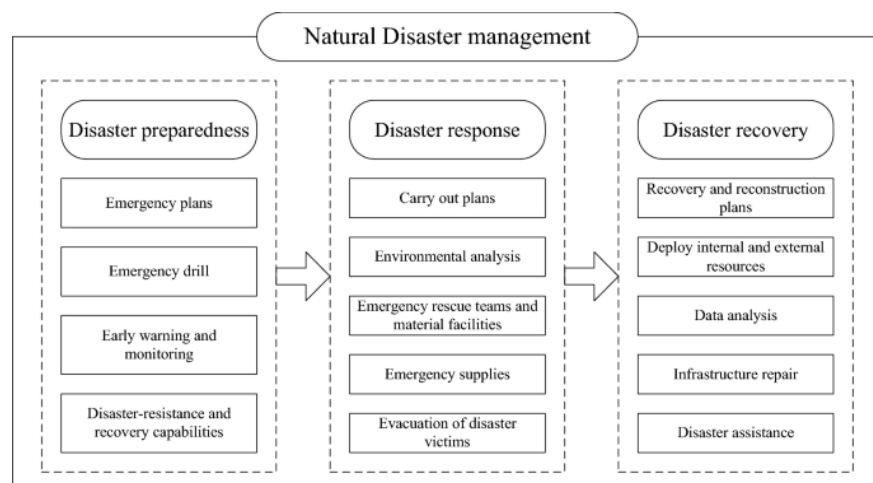 Natural Disaster management
Disaster preparedness
Emergency plans
Emergency drill
Early warning and
monitoring
Disaster-resistance and
recovery capabilities
Disaster response
Carry out plans
Environmental analysis
Emergency rescue teams and
material facilities
Emergency supplies
Evacuation of disaster
victims
Disaster recovery
Recovery and reconstruction
plans
Deploy internal and external
resources
Data analysis
Infrastructure repair
Disaster assistance